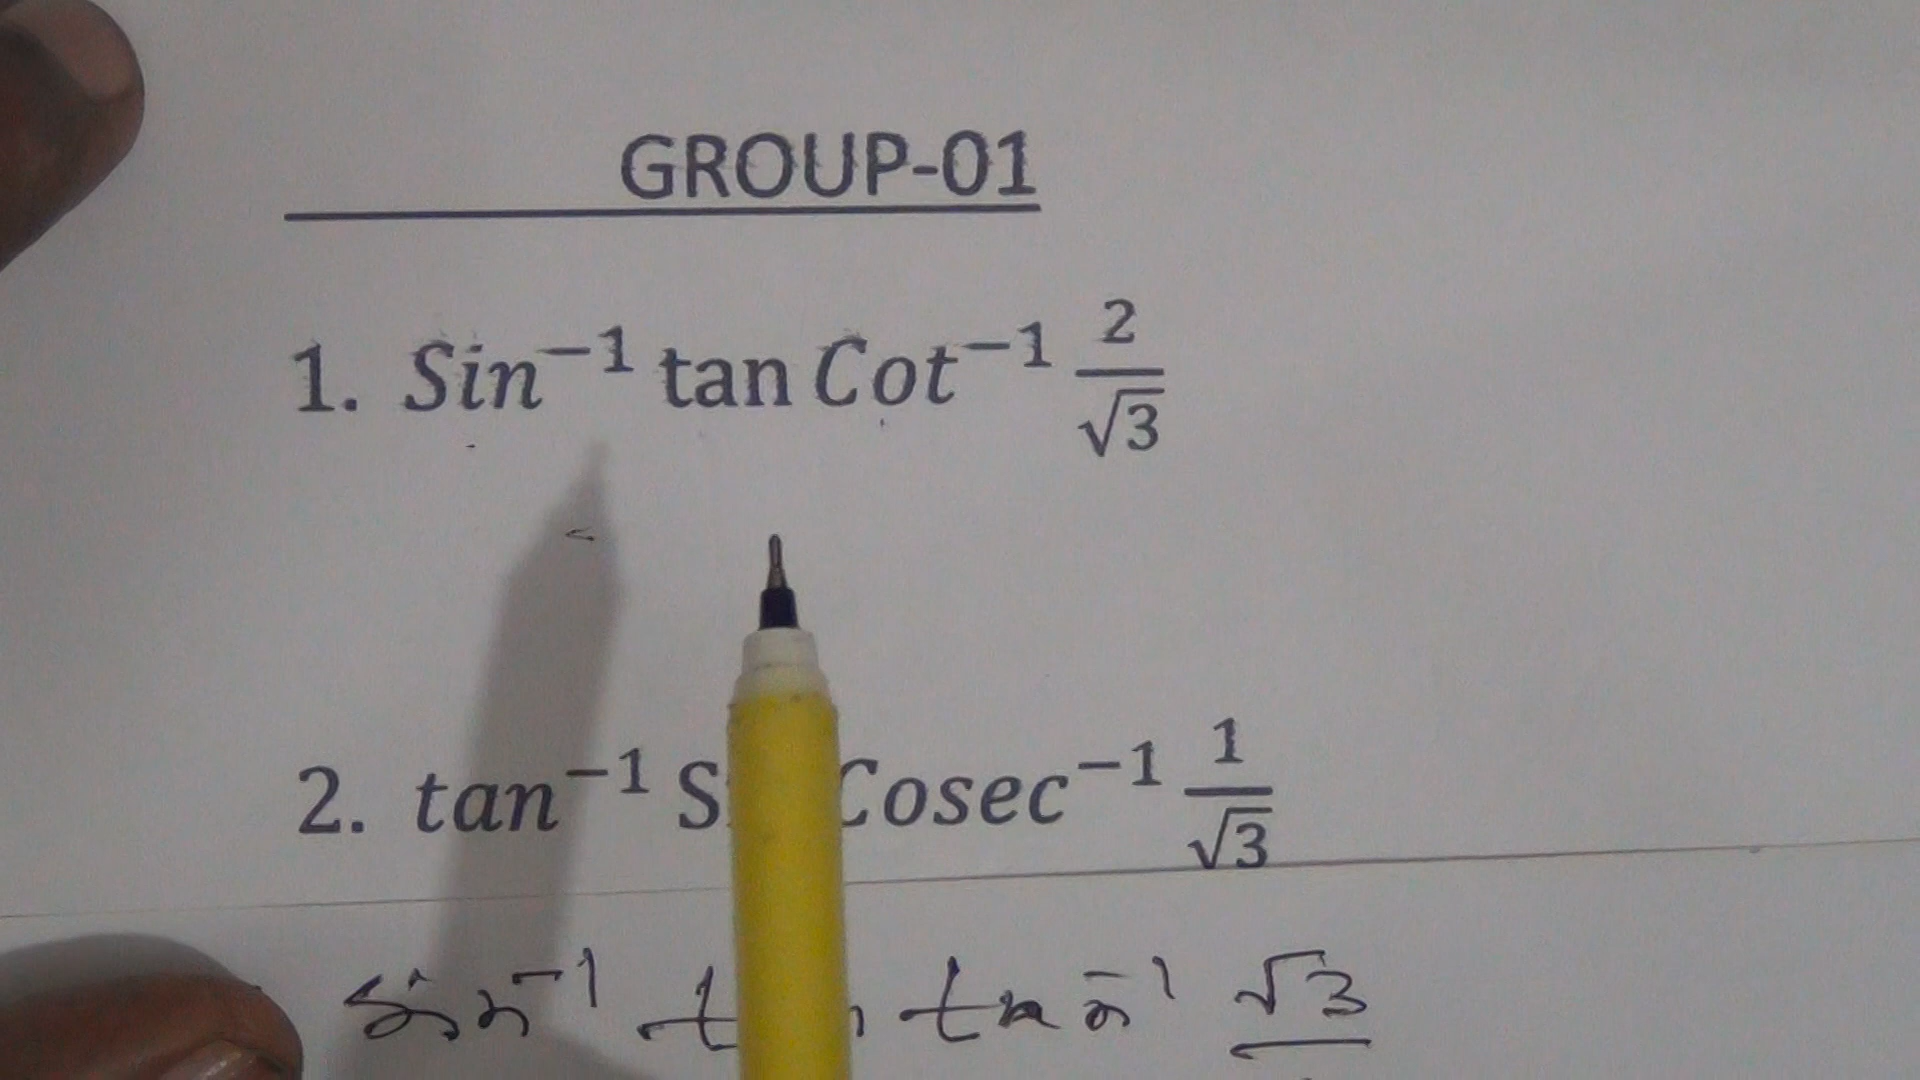 GROUP-01
1. Sin⁻¹ tan Cot⁻¹ 2/√3
2. tan⁻¹ Cosec⁻¹ 1/√3
sin⁻¹ tan⁻¹ √3